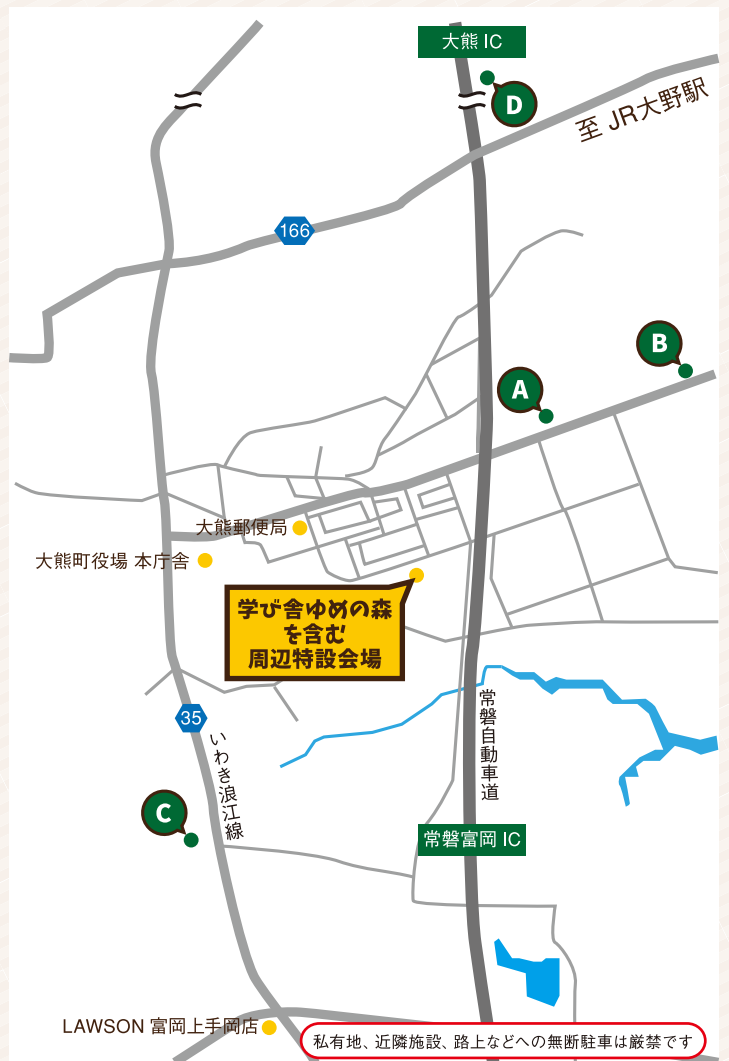 大熊 IC
D
至 JR大野駅
166
B
A
大熊郵便局
大熊町役場 本庁舎
学び舎ゆめの森
を含む
周辺特設会場
35
いわき浪江線
常磐自動車道
C
常磐富岡 IC
LAWSON 富岡上手岡店
私有地、近隣施設、路上などへの無断駐車は厳禁です